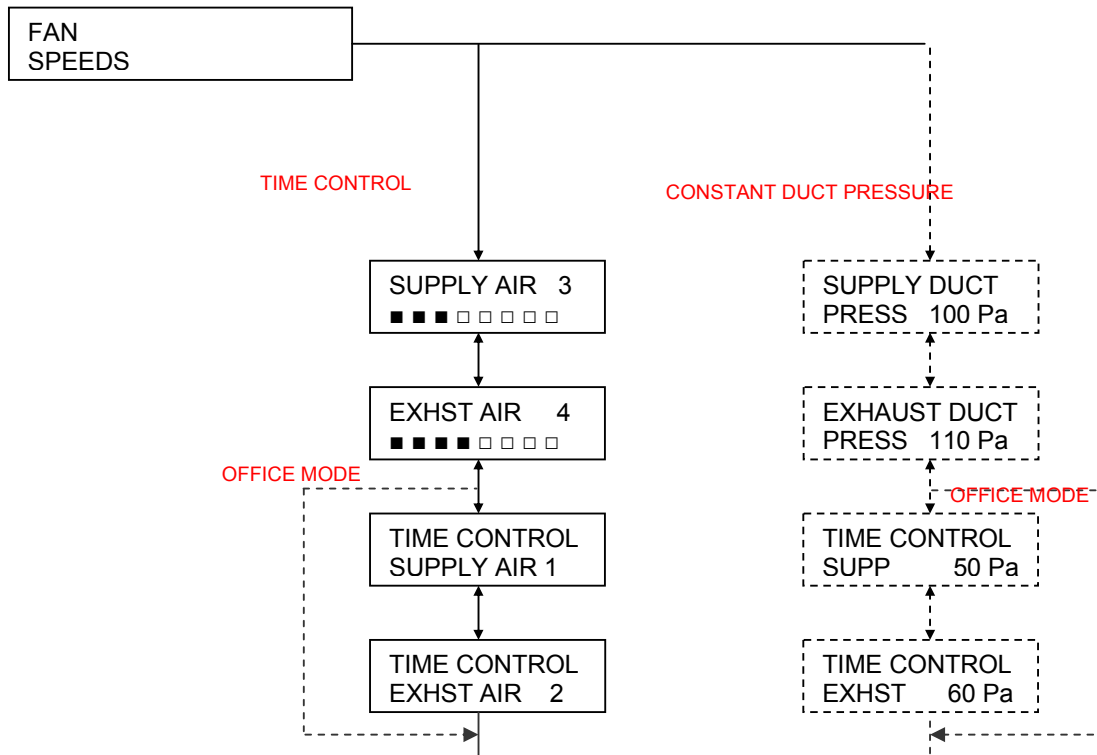 FAN
SPEEDS
TIME CONTROL
CONSTANT DUCT PRESSURE
SUPPLY AIR 3
■ ■ ■ □ □ □ □ □
SUPPLY DUCT
PRESS 100 Pa
EXHST AIR 4
■ ■ ■ ■ □ □ □ □
EXHAUST DUCT
PRESS 110 Pa
OFFICE MODE
OFFICE MODE
TIME CONTROL
SUPPLY AIR 1
TIME CONTROL
SUPP 50 Pa
TIME CONTROL
EXHST AIR 2
TIME CONTROL
EXHST 60 Pa